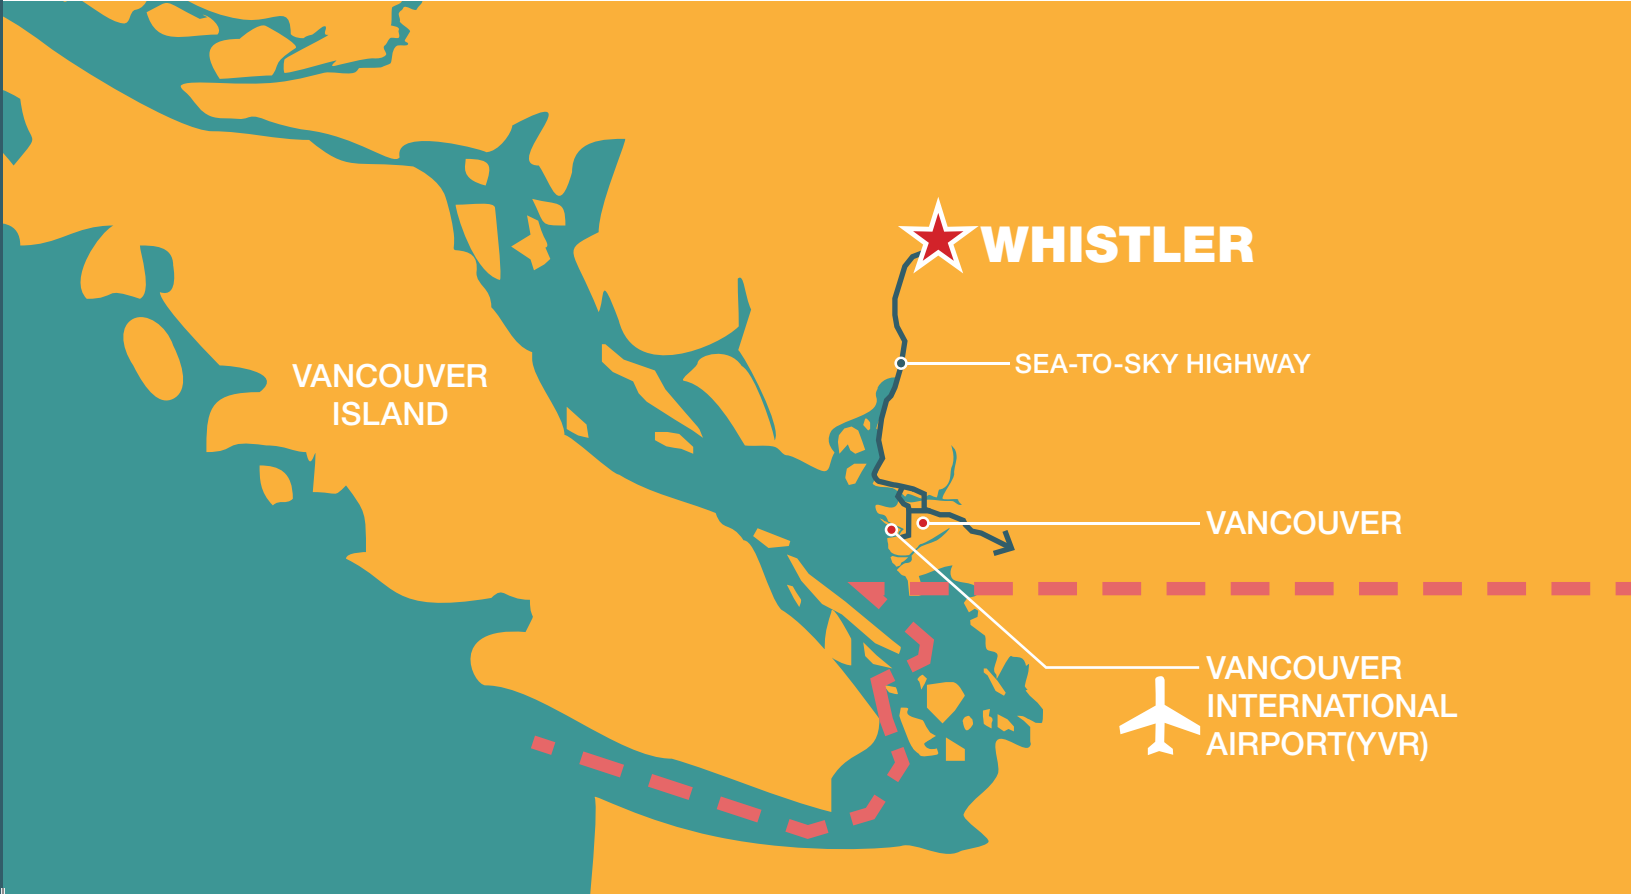 WHISTLER
SEA-TO-SKY HIGHWAY
VANCOUVER
ISLAND
VANCOUVER
VANCOUVER
INTERNATIONAL
AIRPORT(YVR)